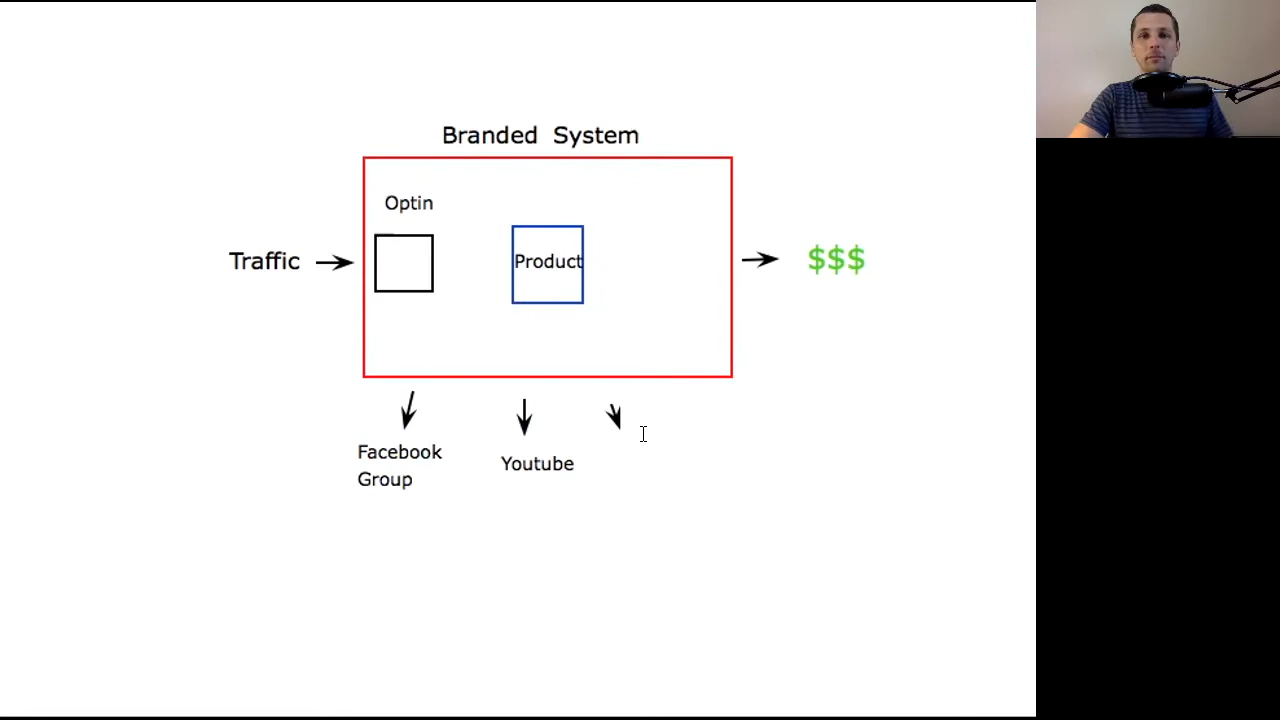 Branded System
Optin
Traffic
Product
$$$
Facebook
Group
Youtube